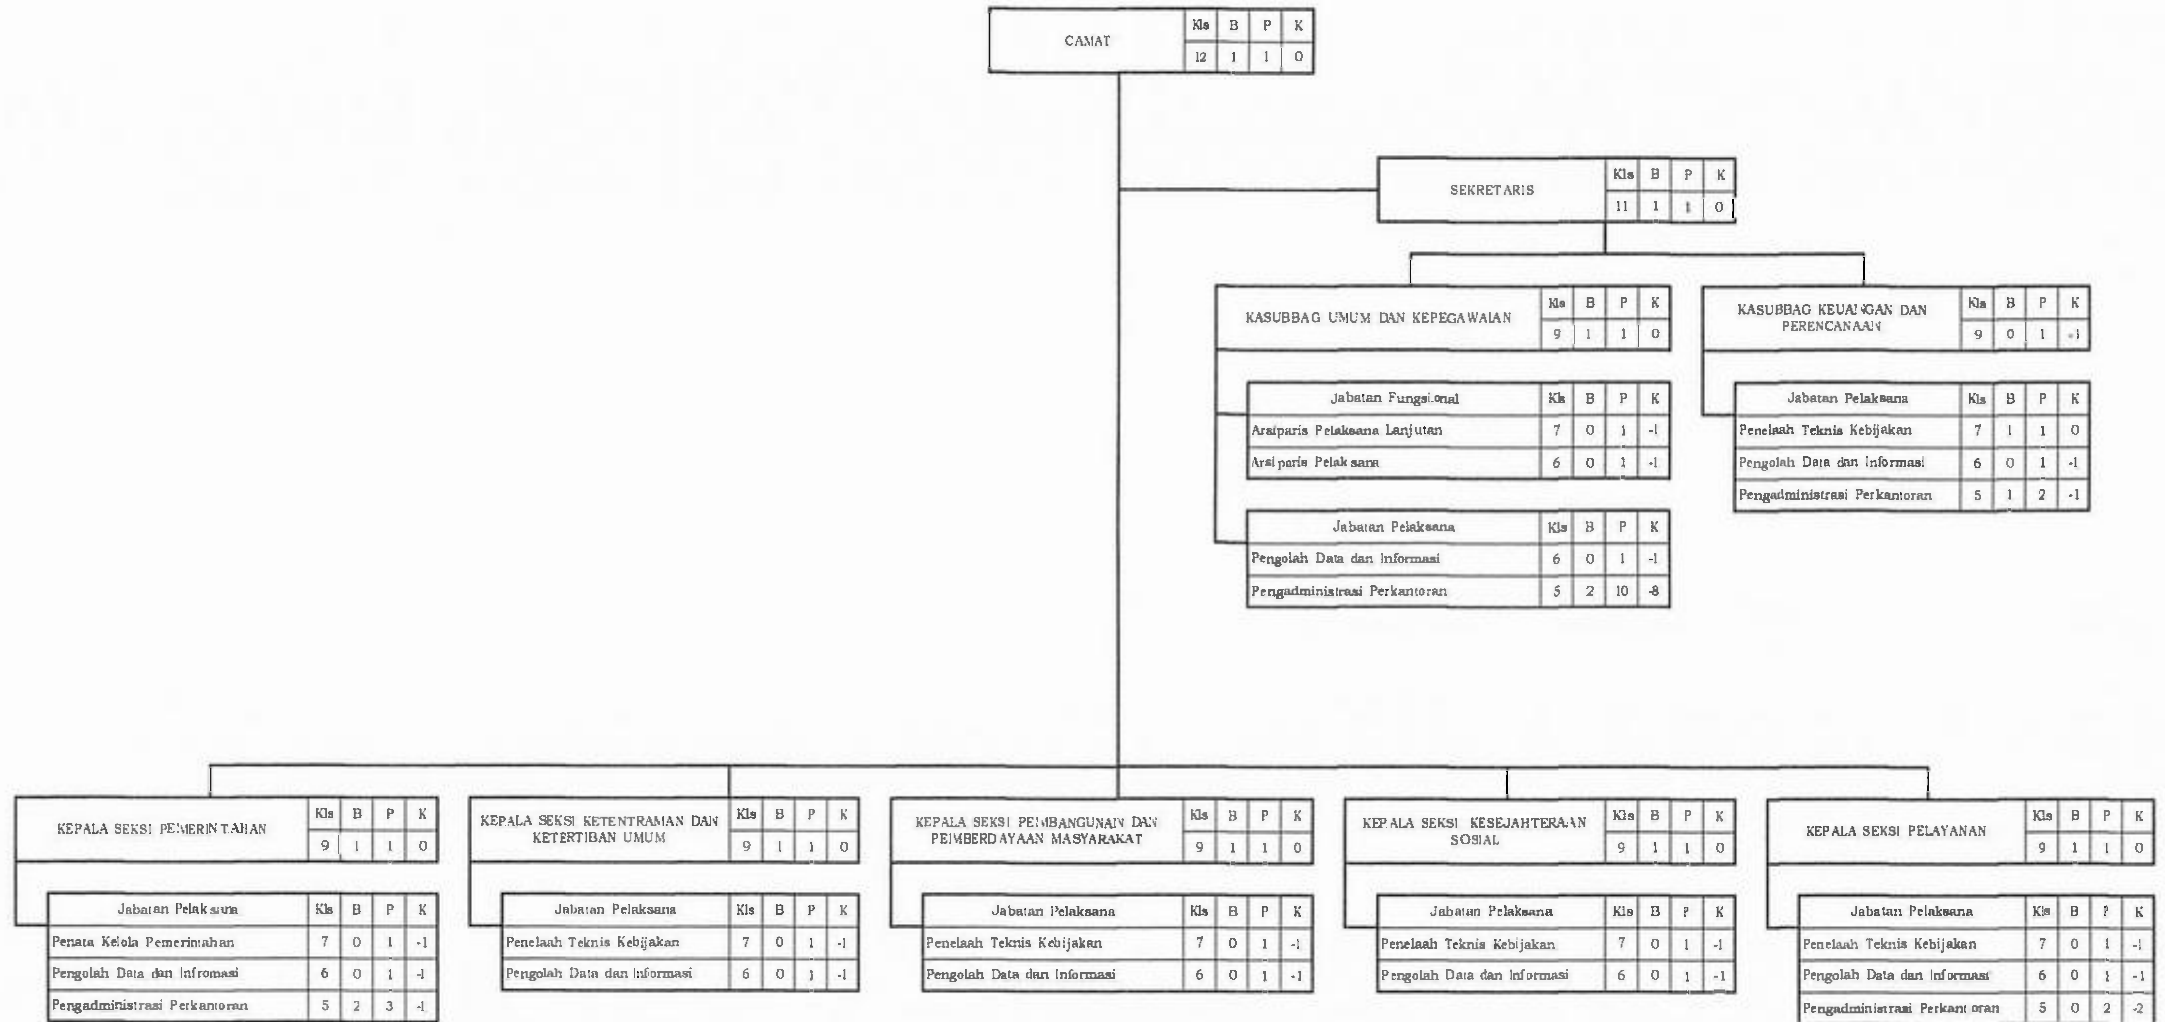 CAMAT Kls B P K
12 1 1 0
SEKRETARIS Kls B P K
11 1 1 0
KASUBBAG UMUM DAN KEPEGAWAIAN Kls B P K
9 1 1 0
Jabatan Fungsional Kls B P K
Arsiparis Pelaksana Lanjutan 7 0 1 -1
Arsiparis Pelaksana 6 0 1 -1
Jabatan Pelaksana Kls B P K
Pengolah Data dan Informasi 6 0 1 -1
Pengadministrasi Perkantoran 5 2 10 -8
KASUBBAG KEUANGAN DAN
PERENCANAAN
Kls B P K
9 0 1 -1
Jabatan Pelaksana Kls B P K
Penelaah Teknis Kebijakan 7 1 1 0
Pengolah Data dan Informasi 6 0 1 -1
Pengadministrasi Perkantoran 5 1 2 -1
KEPALA SEKSI PEMERINTAHAN Kls B P K
9 1 1 0
Jabatan Pelaksana Kls B P K
Penata Kelola Pemerintahan 7 0 1 -1
Pengolah Data dan Infromasi 6 0 1 -1
Pengadministrasi Perkantoran 5 2 3 -1
KEPALA SEKSI KETENTRAMAN DAN
KETERTIBAN UMUM
Kls B P K
9 1 1 0
Jabatan Pelaksana Kls B P K
Penelaah Teknis Kebijakan 7 0 1 -1
Pengolah Data dan Informasi 6 0 1 -1
KEPALA SEKSI PEMBANGUNAN DAN
PEMBERDAYAAN MASYARAKAT
Kls B P K
9 1 1 0
Jabatan Pelaksana Kls B P K
Penelaah Teknis Kebijakan 7 0 1 -1
Pengolah Data dan Informasi 6 0 1 -1
KEPALA SEKSI KESEJAHTERAAN
SOSIAL
Kls B P K
9 1 1 0
Jabatan Pelaksana Kls B P K
Penelaah Teknis Kebijakan 7 0 1 -1
Pengolah Data dan Informasi 6 0 1 -1
KEPALA SEKSI PELAYANAN Kls B P K
9 1 1 0
Jabatan Pelaksana Kls B P K
Penelaah Teknis Kebijakan 7 0 1 -1
Pengolah Data dan Informasi 6 0 1 -1
Pengadministrasi Perkantoran 5 0 2 -2